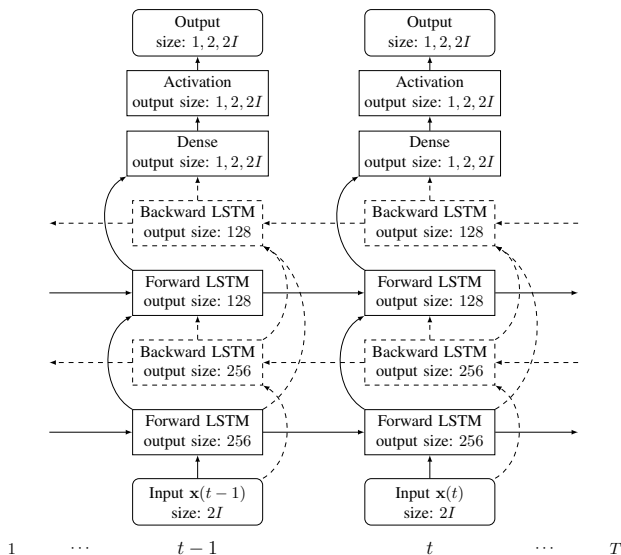 Output Output
size: 1, 2, 2I size: 1, 2, 2I
Activation Activation
output size: 1, 2, 2I output size: 1, 2, 2I
Dense Dense
output size: 1, 2, 2I output size: 1, 2, 2I
Backward LSTM Backward LSTM
output size: 128 output size: 128
Forward LSTM Forward LSTM
output size: 128 output size: 128
Backward LSTM Backward LSTM
output size: 256 output size: 256
Forward LSTM Forward LSTM
output size: 256 output size: 256
Input x(t−1) Input x(t)
size: 2I size: 2I
1 ··· t − 1 t ··· T